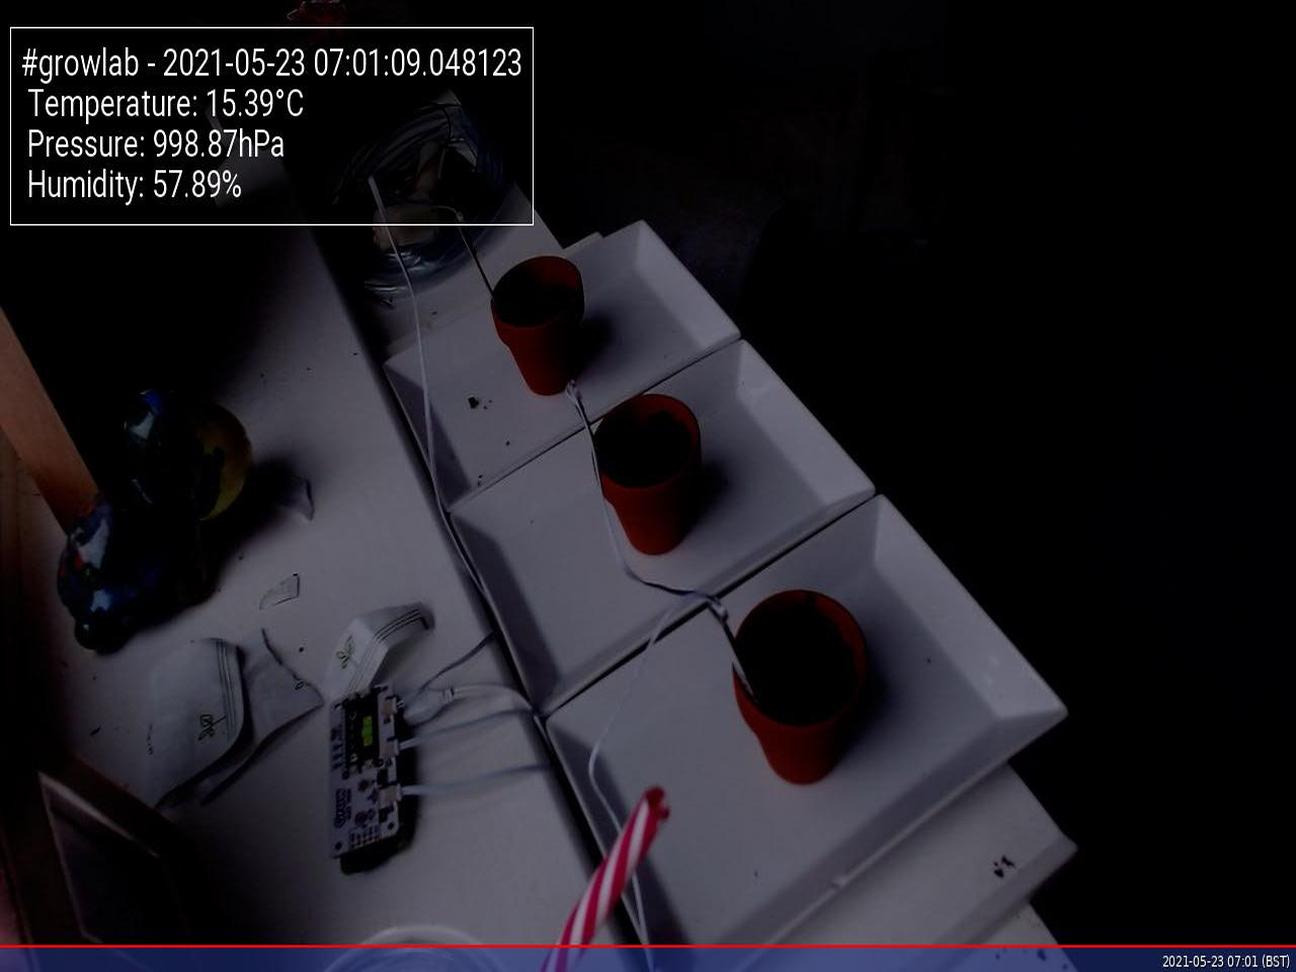 #growlab - 2021-05-23 07:01:09.048123
Temperature: 15.39°C
Pressure: 998.87hPa
Humidity: 57.89%
2021-05-23 07:01 (BST)